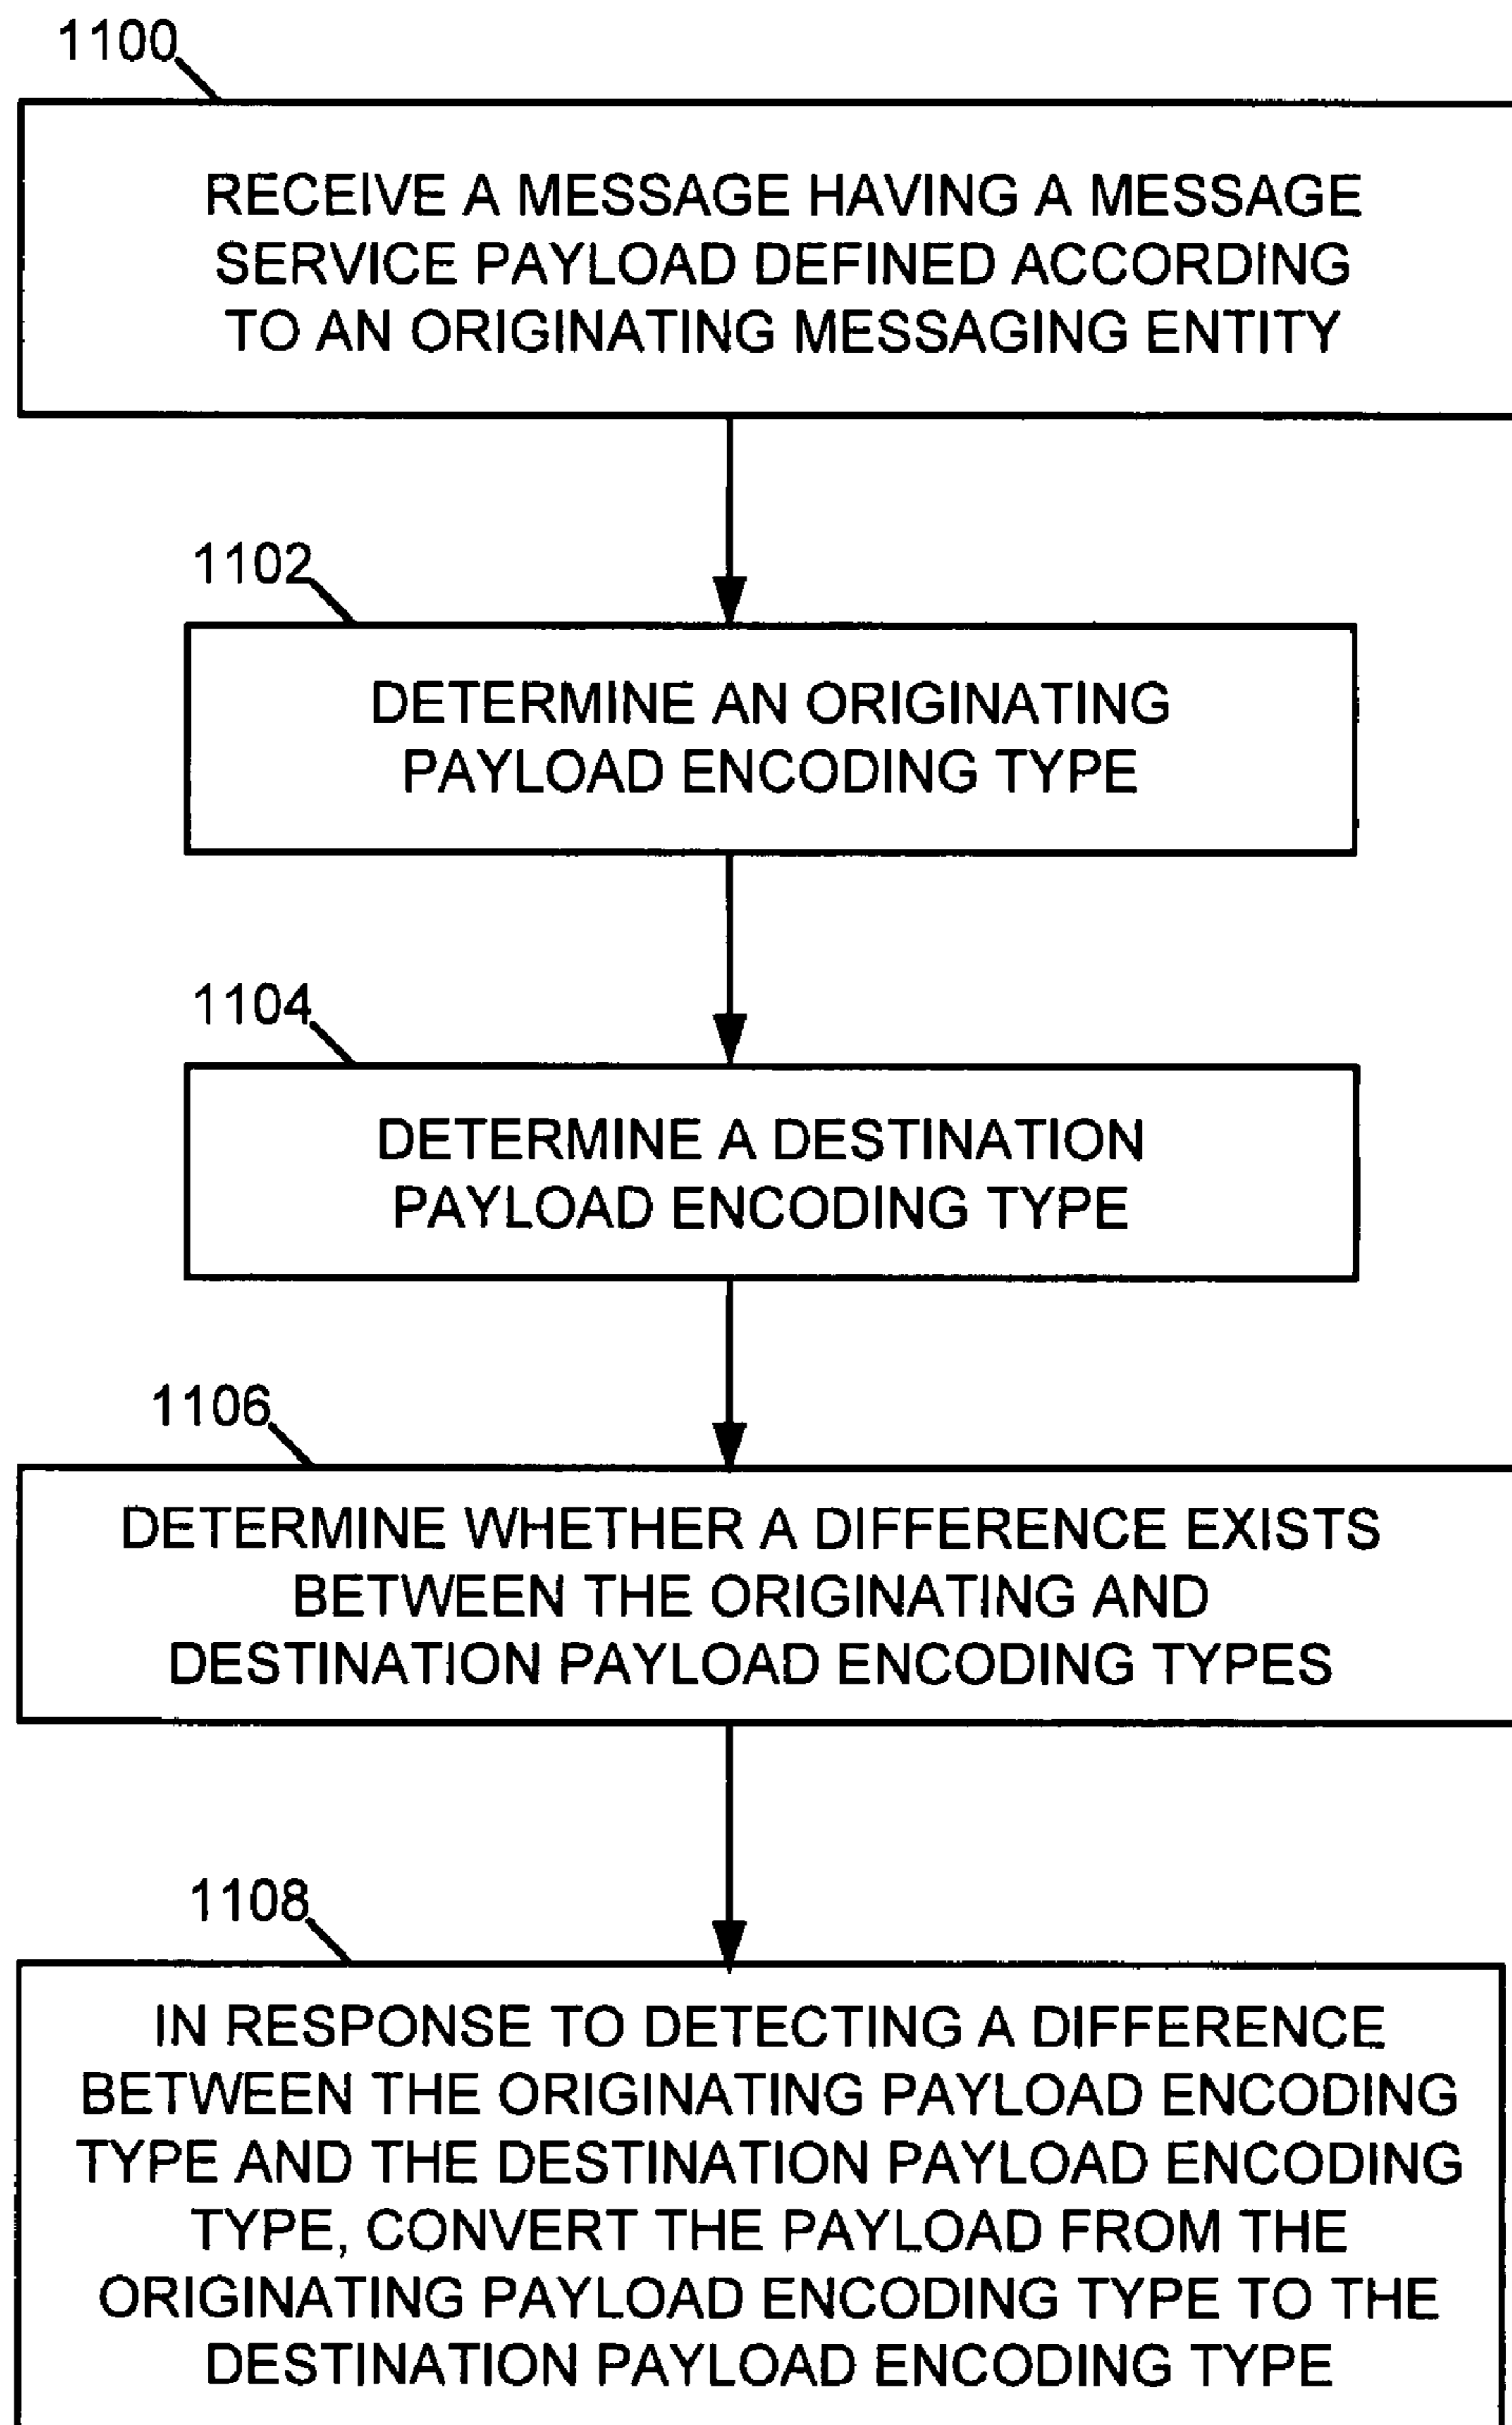 1100
RECEIVE A MESSAGE HAVING A MESSAGE
SERVICE PAYLOAD DEFINED ACCORDING
TO AN ORIGINATING MESSAGING ENTITY
1102
DETERMINE AN ORIGINATING
PAYLOAD ENCODING TYPE
1104
DETERMINE A DESTINATION
PAYLOAD ENCODING TYPE
1106
DETERMINE WHETHER A DIFFERENCE EXISTS
BETWEEN THE ORIGINATING AND
DESTINATION PAYLOAD ENCODING TYPES
1108
IN RESPONSE TO DETECTING A DIFFERENCE
BETWEEN THE ORIGINATING PAYLOAD ENCODING
TYPE AND THE DESTINATION PAYLOAD ENCODING
TYPE, CONVERT THE PAYLOAD FROM THE
ORIGINATING PAYLOAD ENCODING TYPE TO THE
DESTINATION PAYLOAD ENCODING TYPE